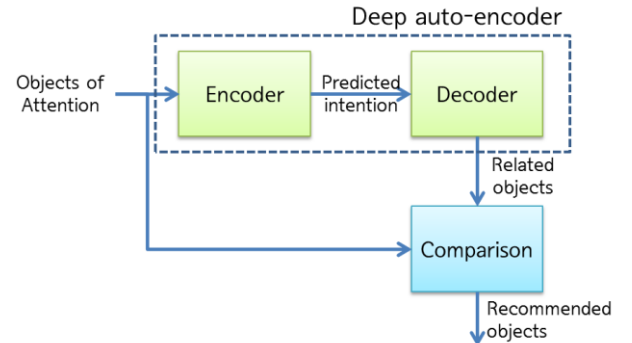 Deep auto-encoder
Objects of
Attention
Encoder
Predicted
intention
Decoder
Related
objects
Comparison
Recommended
objects